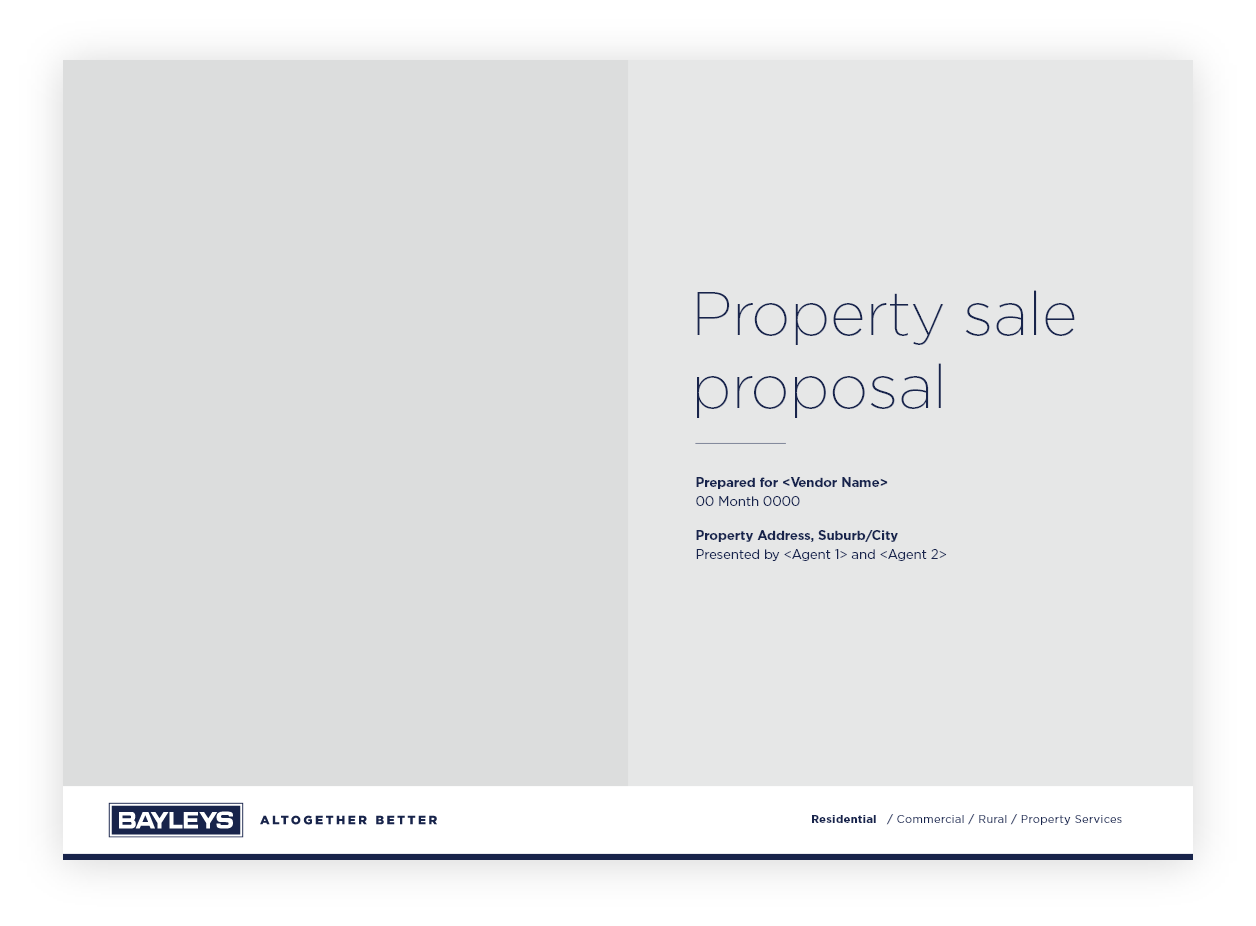 Property sale
proposal
Prepared for <Vendor Name>
00 Month 0000
Property Address, Suburb/City
Presented by <Agent 1> and <Agent 2>
BAYLEYS ALTOGETHER BETTER
Residential / Commercial / Rural / Property Services